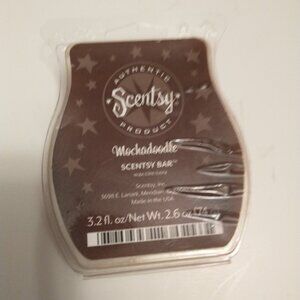 AUTHENTIC
Scentsy
PRODUCT
Mochadoodle
SCENTSY BAR™
Scentsy, Inc.
Made in the USA
3.2 fl. oz/Net Wt. 2.6 oz